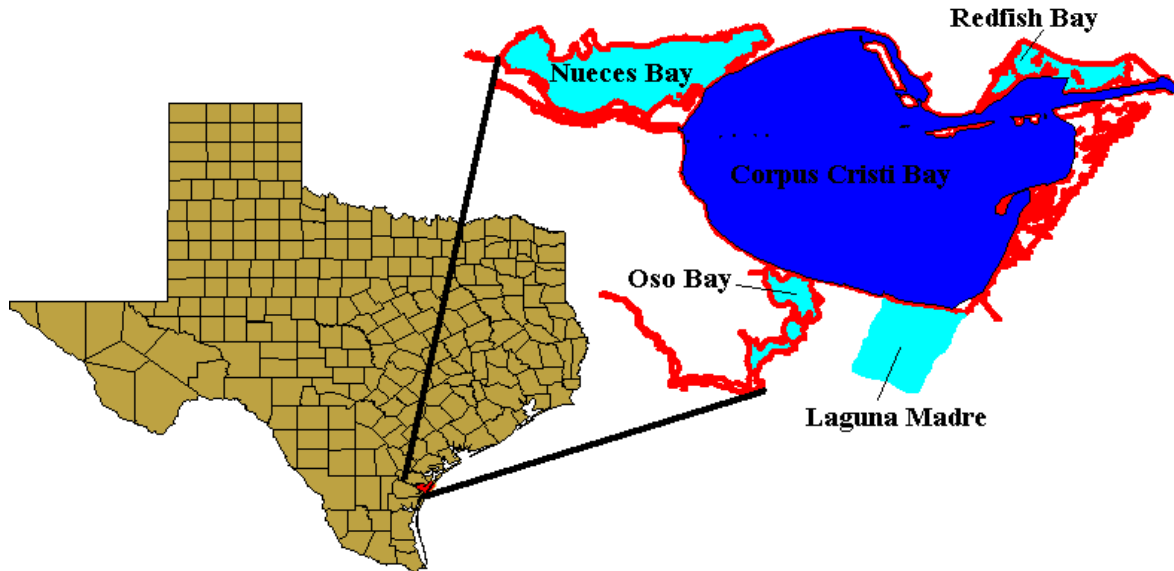 Redfish Bay
Nueces Bay
Corpus Cristi Bay
Oso Bay
Laguna Madre